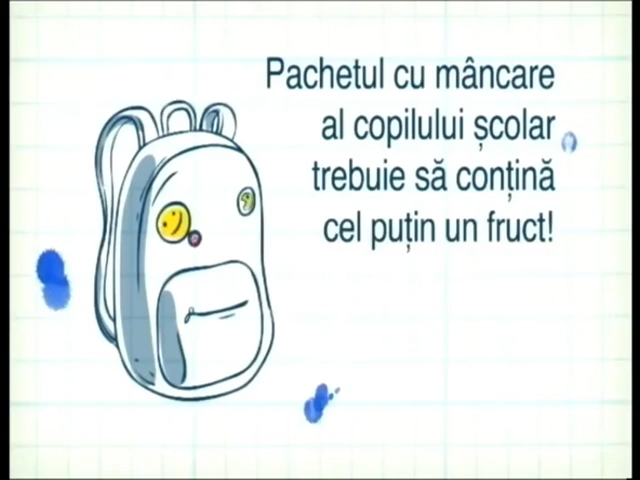 Pachetul cu mâncare
al copilului școlar
trebuie să conțină
cel puțin un fruct!